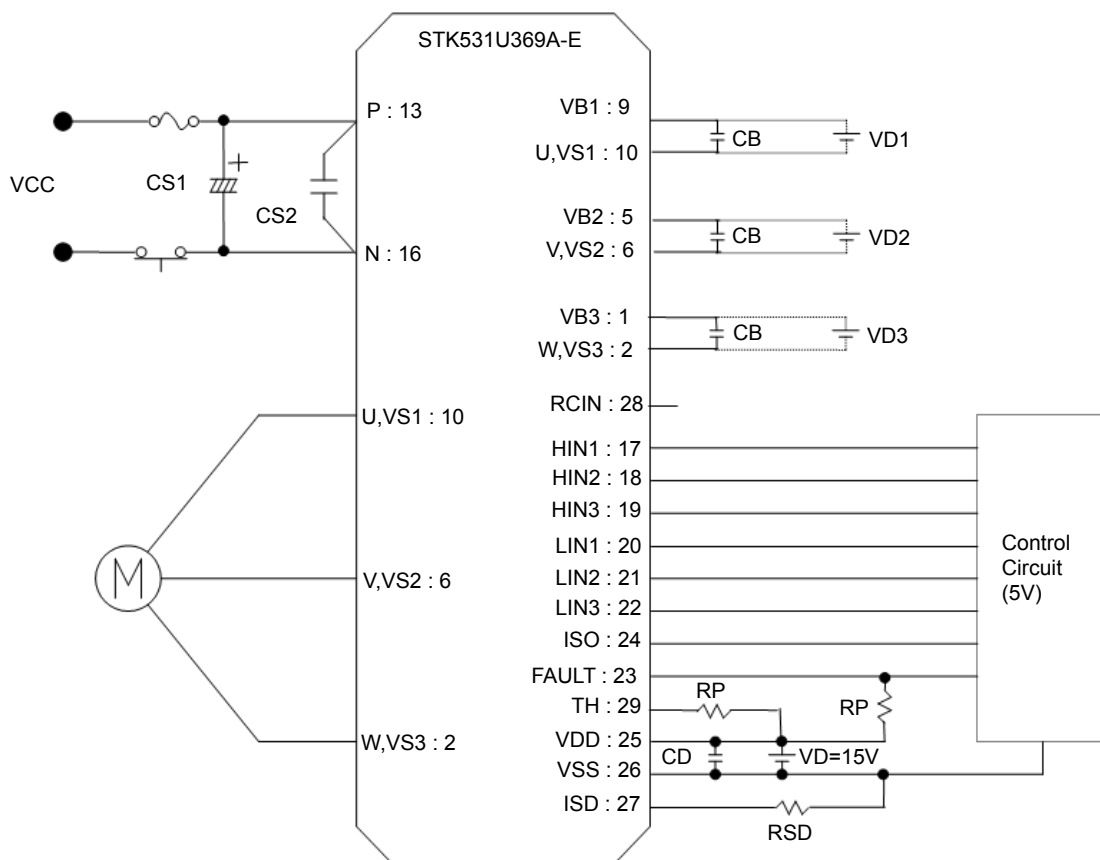 STK531U369A-E
P : 13
VCC
CS1
+
CS2
N : 16
U,VS1 : 10
M
V,VS2 : 6
W,VS3 : 2
VB1 : 9
U,VS1 : 10
CB
VD1
VB2 : 5
V,VS2 : 6
CB
VD2
VB3 : 1
W,VS3 : 2
CB
VD3
RCIN : 28
HIN1 : 17
HIN2 : 18
HIN3 : 19
LIN1 : 20
LIN2 : 21
LIN3 : 22
ISO : 24
FAULT : 23
TH : 29
VDD : 25
VSS : 26
ISD : 27
RP
RP
CD
VD=15V
RSD
Control
Circuit
(5V)